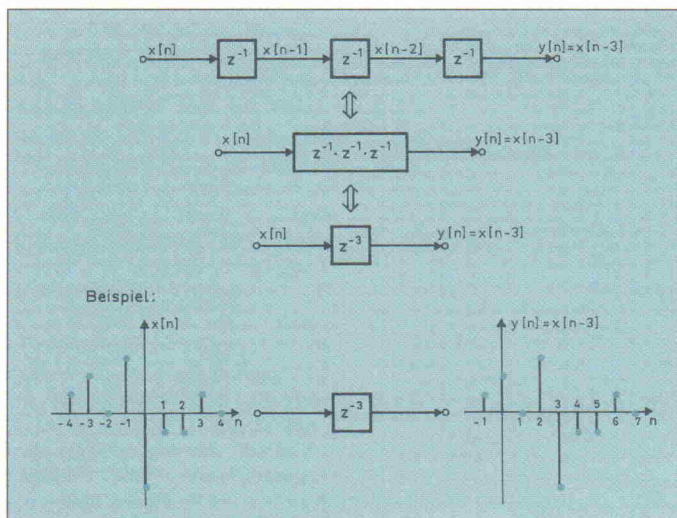 x[n] z⁻¹ x[n-1] z⁻¹ x[n-2] z⁻¹ y[n]=x[n-3]
x[n] z⁻¹·z⁻¹·z⁻¹ y[n]=x[n-3]
x[n] z⁻³ y[n]=x[n-3]
Beispiel:
x[n] y[n]=x[n-3]
-4 -3 -2 -1 1 2 3 4 n
z⁻³
-1 1 2 3 4 5 6 7 n